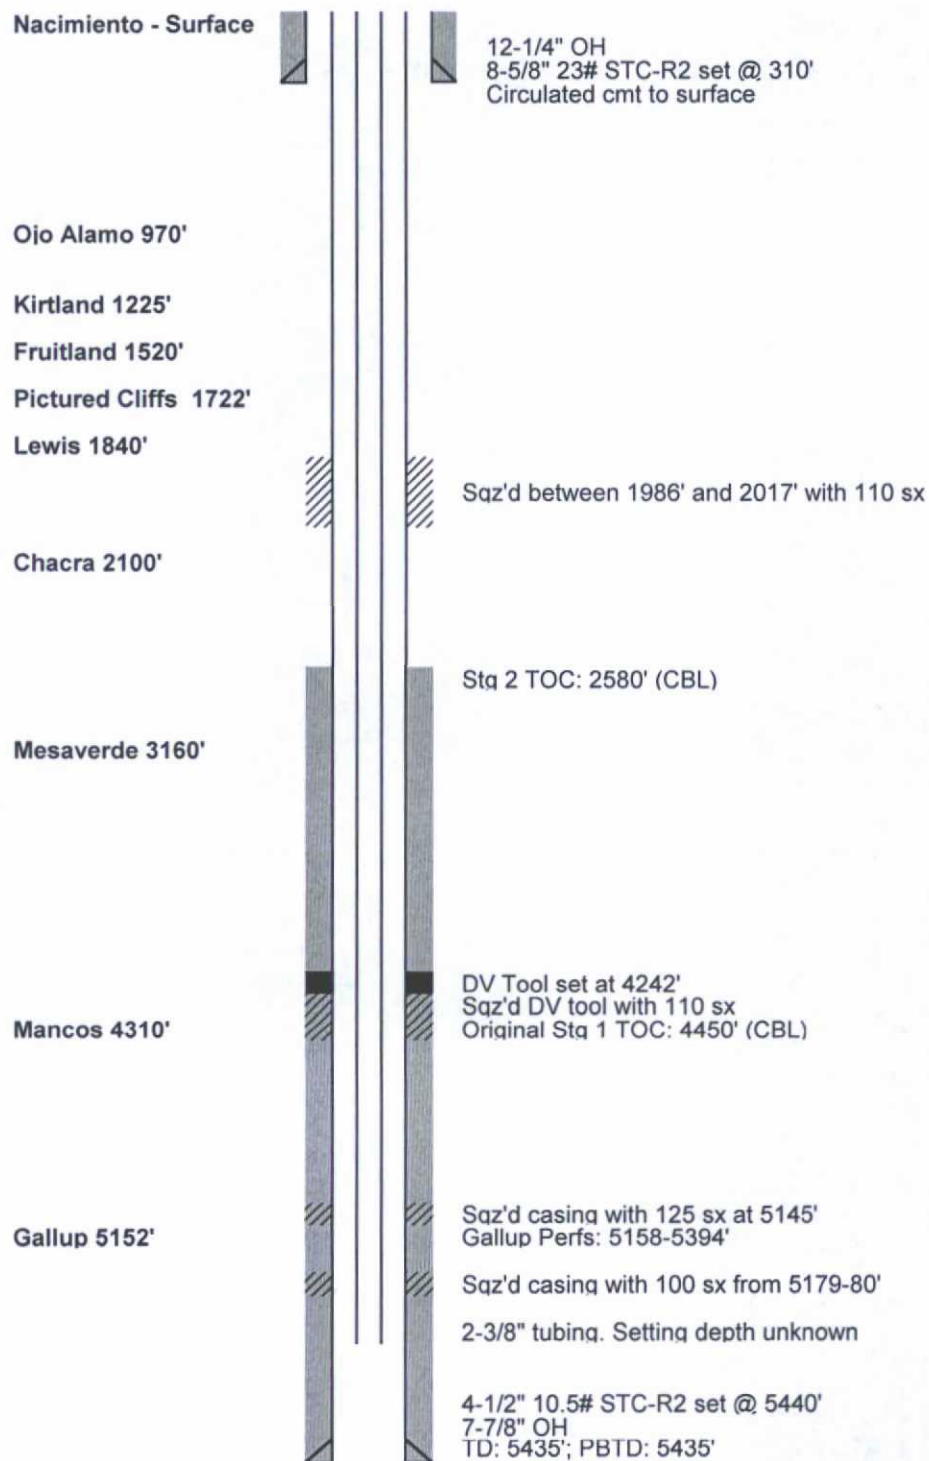 Nacimiento - Surface
12-1/4" OH
8-5/8" 23# STC-R2 set @ 310'
Circulated cmt to surface
Ojo Alamo 970'
Kirtland 1225'
Fruitland 1520'
Pictured Cliffs 1722'
Lewis 1840'
Sqz'd between 1986' and 2017' with 110 sx
Chacra 2100'
Stg 2 TOC: 2580' (CBL)
Mesaverde 3160'
DV Tool set at 4242'
Sqz'd DV tool with 110 sx
Mancos 4310'
Original Stg 1 TOC: 4450' (CBL)
Sqz'd casing with 125 sx at 5145'
Gallup 5152'
Gallup Perfs: 5158-5394'
Sqz'd casing with 100 sx from 5179-80'
2-3/8" tubing. Setting depth unknown
4-1/2" 10.5# STC-R2 set @ 5440'
7-7/8" OH
TD: 5435'; PBTD: 5435'